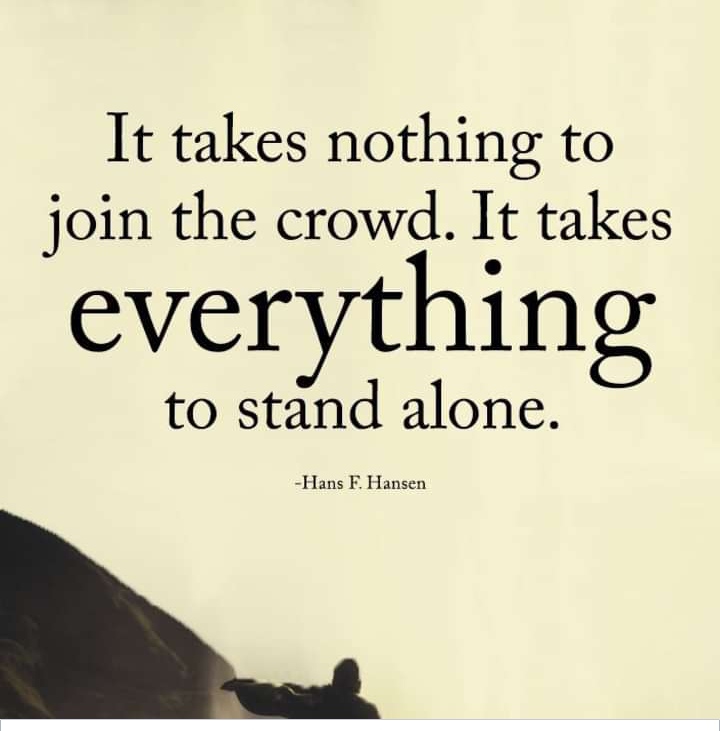 It takes nothing to
join the crowd. It takes
everything
to stand alone.
-Hans F. Hansen